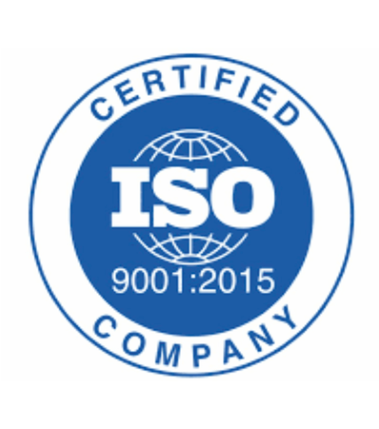 CERTIFIED
ISO
9001:2015
COMPANY